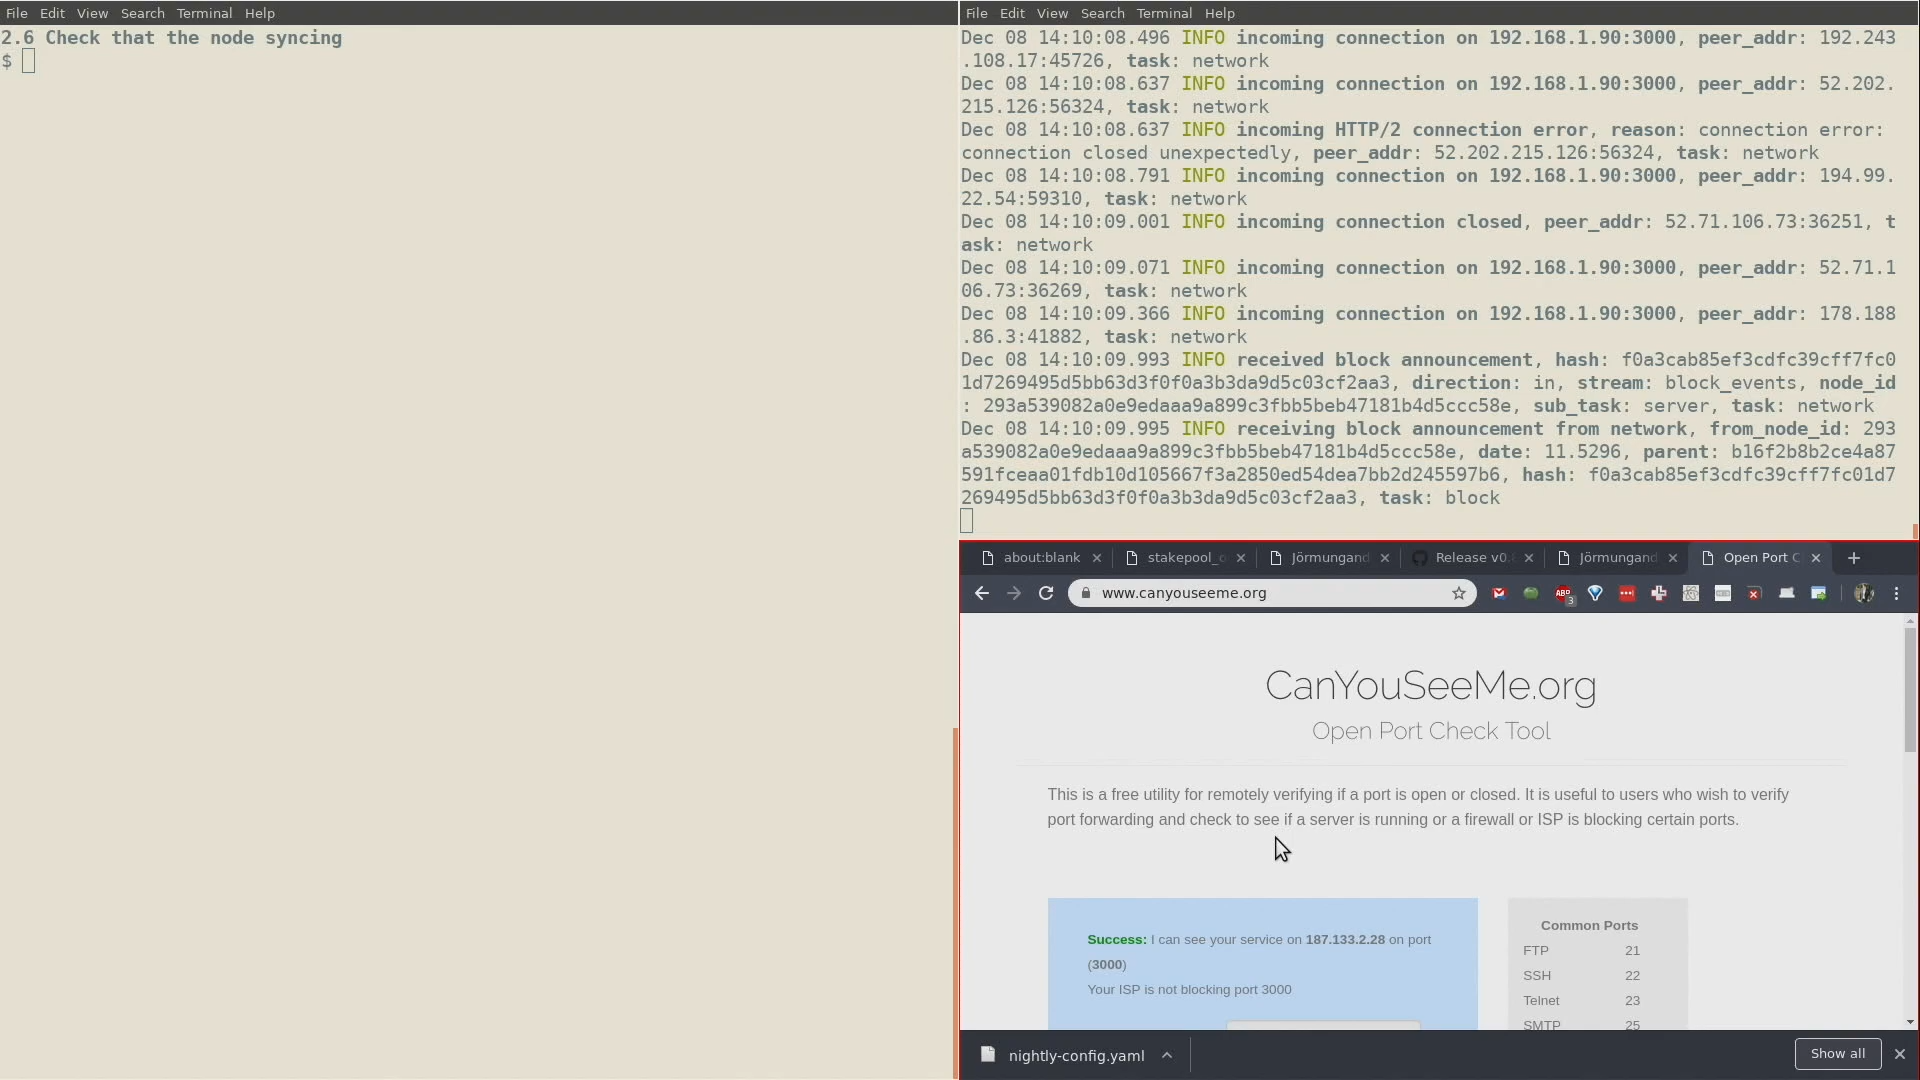 File Edit View Search Terminal Help
2.6 Check that the node syncing
$
File Edit View Search Terminal Help
Dec 08 14:10:08.496 INFO incoming connection on 192.168.1.90:3000, peer_addr: 192.243
.108.17:45726, task: network
Dec 08 14:10:08.637 INFO incoming connection on 192.168.1.90:3000, peer_addr: 52.202.
215.126:56324, task: network
Dec 08 14:10:08.637 INFO incoming HTTP/2 connection error, reason: connection error:
connection closed unexpectedly, peer_addr: 52.202.215.126:56324, task: network
Dec 08 14:10:08.791 INFO incoming connection on 192.168.1.90:3000, peer_addr: 194.99.
22.54:59310, task: network
Dec 08 14:10:09.001 INFO incoming connection closed, peer_addr: 52.71.106.73:36251, t
ask: network
Dec 08 14:10:09.071 INFO incoming connection on 192.168.1.90:3000, peer_addr: 52.71.1
06.73:36269, task: network
Dec 08 14:10:09.366 INFO incoming connection on 192.168.1.90:3000, peer_addr: 178.188
.86.3:41882, task: network
Dec 08 14:10:09.993 INFO received block announcement, hash: f0a3cab85ef3cdfc39cff7fc0
1d7269495d5bb63d3f0f0a3b3da9d5c03cf2aa3, direction: in, stream: block_events, node_id
: 293a539082a0e9edaaa9a899c3fbb5beb47181b4d5ccc58e, sub_task: server, task: network
Dec 08 14:10:09.995 INFO receiving block announcement from network, from_node_id: 293
a539082a0e9edaaa9a899c3fbb5beb47181b4d5ccc58e, date: 11.5296, parent: b16f2b8b2ce4a87
591fceaa01fdb10d105667f3a2850ed54dea7bb2d245597b6, hash: f0a3cab85ef3cdfc39cff7fc01d7
269495d5bb63d3f0f0a3b3da9d5c03cf2aa3, task: block
about:blank stakepool_o Jörmungand Release v0. Jörmungand Open Port C
www.canyouseeme.org
ABP 3
CanYouSeeMe.org
Open Port Check Tool
This is a free utility for remotely verifying if a port is open or closed. It is useful to users who wish to verify
port forwarding and check to see if a server is running or a firewall or ISP is blocking certain ports.
Success: I can see your service on 187.133.2.28 on port
(3000)
Your ISP is not blocking port 3000
Common Ports
FTP 21
SSH 22
Telnet 23
SMTP 25
nightly-config.yaml
Show all